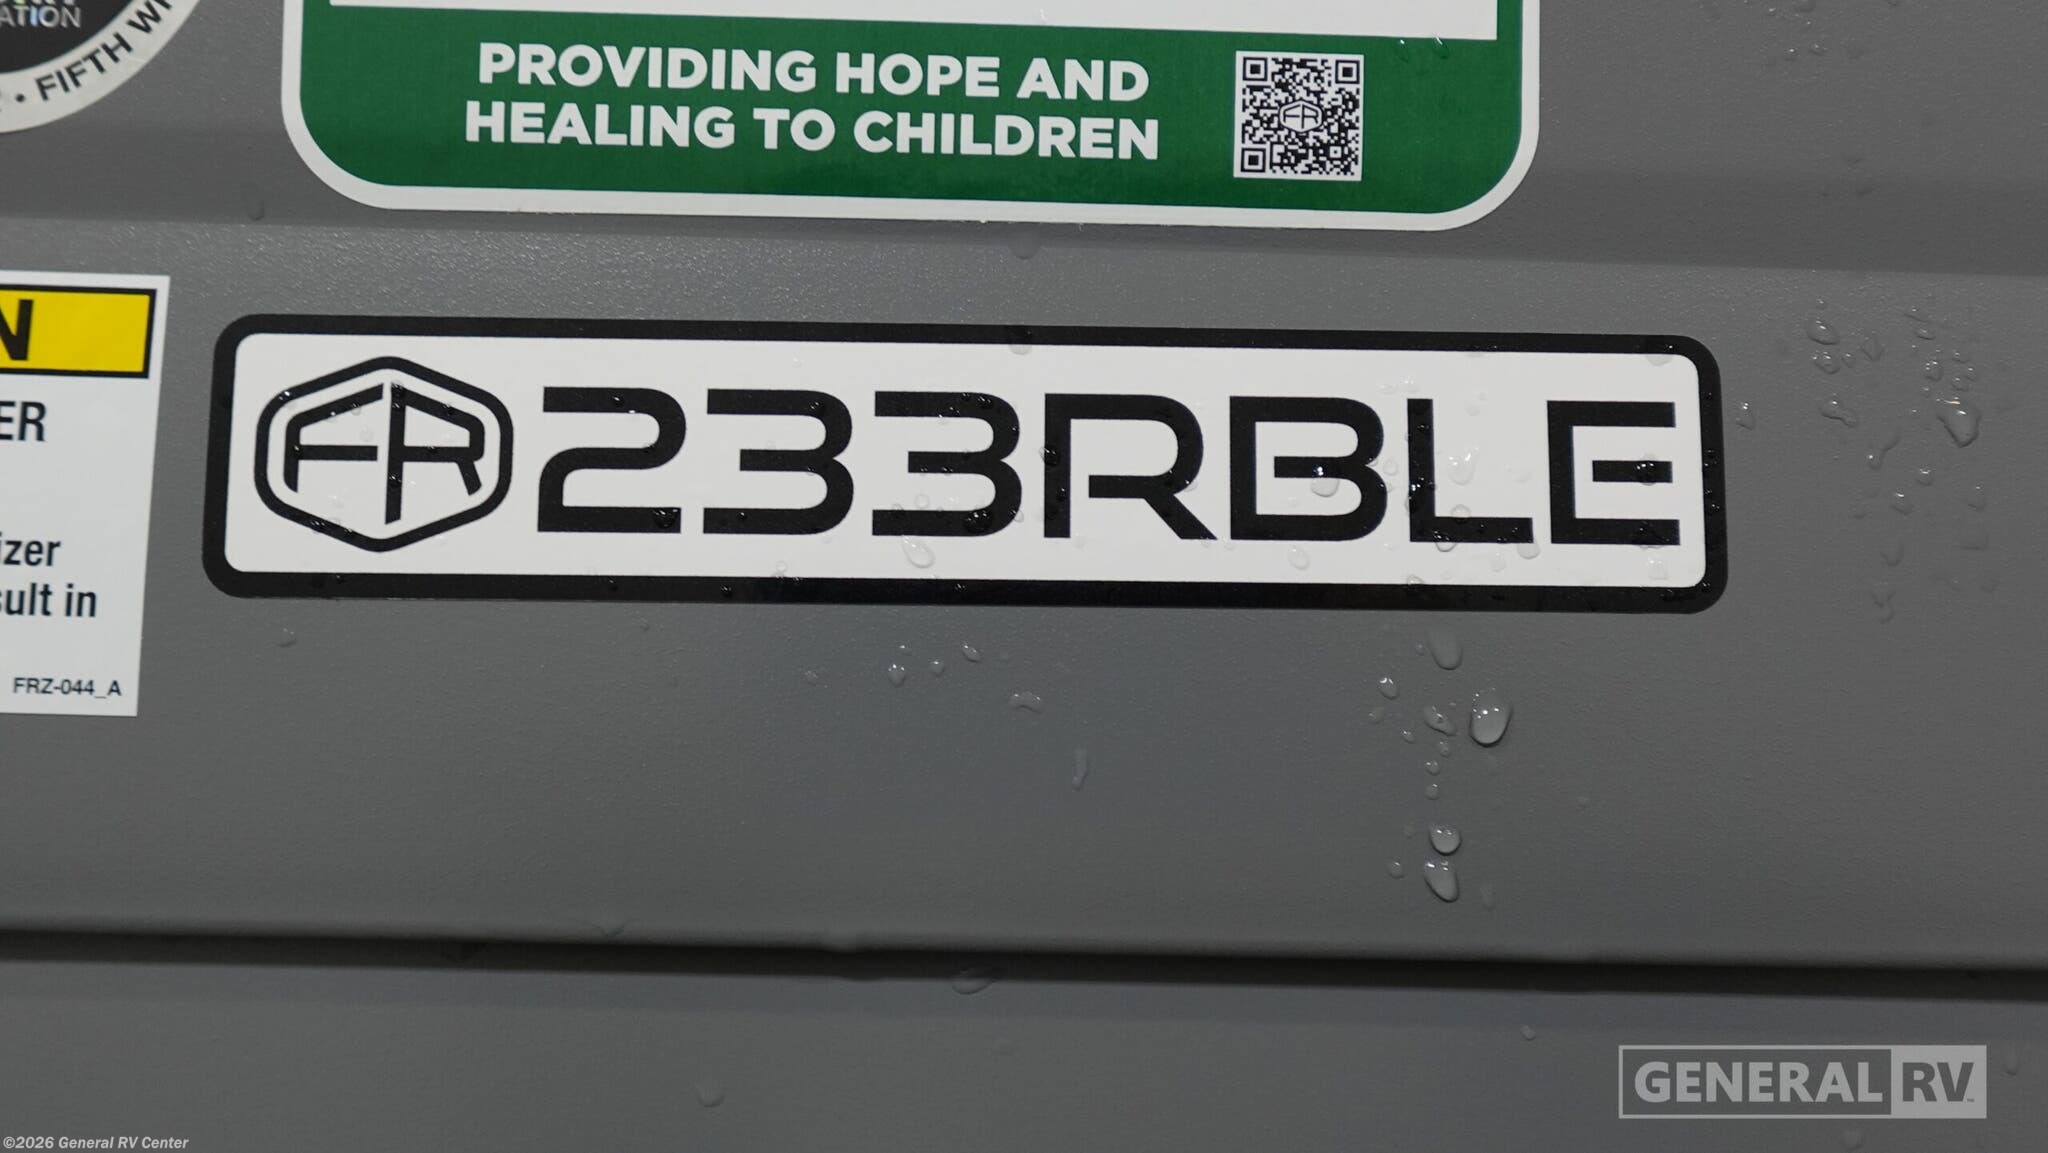 ATION
• FIFTH W
PROVIDING HOPE AND
HEALING TO CHILDREN
FR
N
ER
FR 233RBLE
izer
sult in
FRZ-044_A
GENERAL RV
©2026 General RV Center